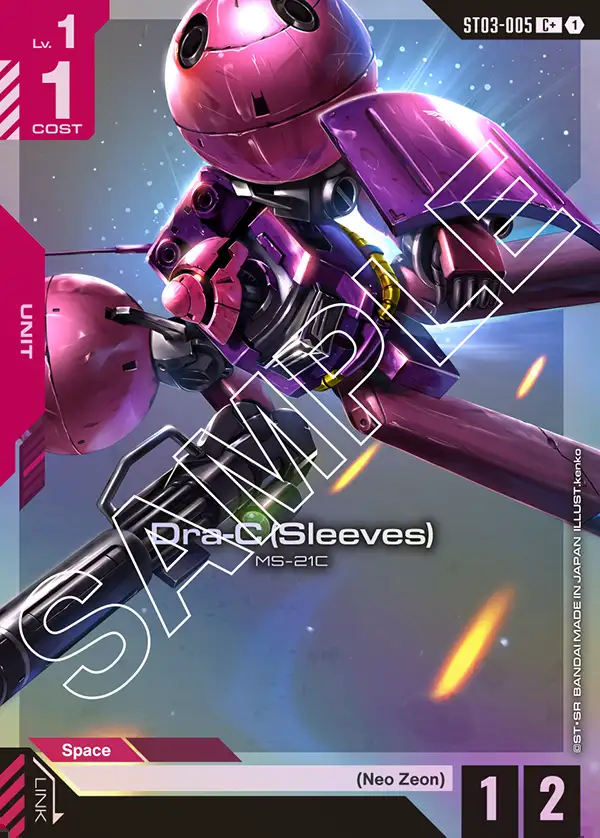 Lv. 1
1
COST
ST03-005 C+ 1
UNIT
SAMPLE
Dra-C (Sleeves)
MS-21C
©ST・SR BANDAI MADE IN JAPAN ILLUST.kenko
Space
LINK
(Neo Zeon)
1 2